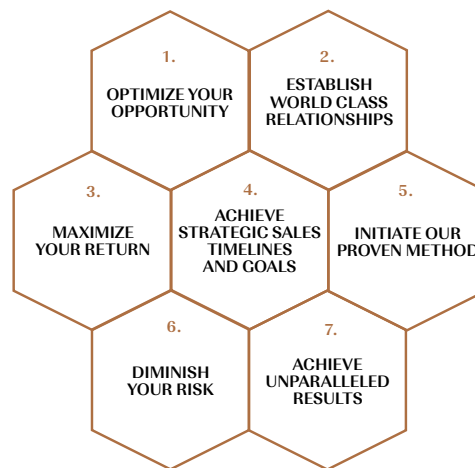 1.
OPTIMIZE YOUR
OPPORTUNITY
2.
ESTABLISH
WORLD CLASS
RELATIONSHIPS
3.
MAXIMIZE
YOUR RETURN
4.
ACHIEVE
STRATEGIC SALES
TIMELINES
AND GOALS
5.
INITIATE OUR
PROVEN METHOD
6.
DIMINISH
YOUR RISK
7.
ACHIEVE
UNPARALLELED
RESULTS